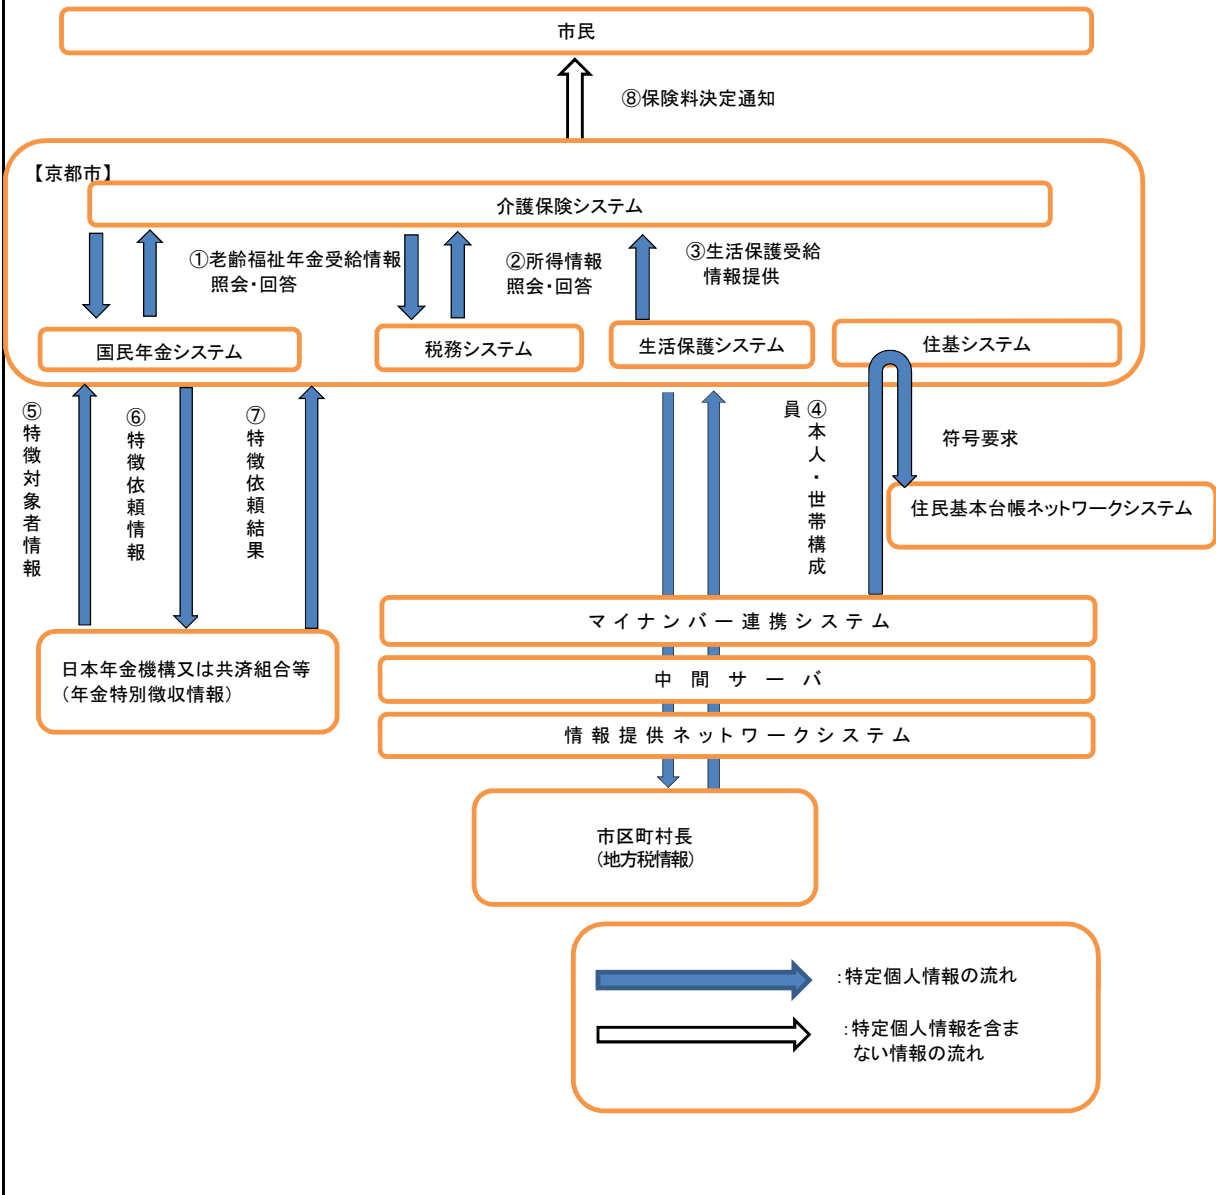 市民
⑧保険料決定通知
【京都市】
介護保険システム
①老齢福祉年金受給情報
照会・回答
②所得情報
照会・回答
③生活保護受給
情報提供
国民年金システム
税務システム
生活保護システム
住基システム
⑤特徴対象者情報
⑥特徴依頼情報
⑦特徴依頼結果
④本人・世帯構成
員
符号要求
住民基本台帳ネットワークシステム
マイナンバー連携システム
日本年金機構又は共済組合等
（年金特別徴収情報）
中間サーバ
情報提供ネットワークシステム
市区町村長
（地方税情報）
：特定個人情報の流れ
：特定個人情報を含ま
ない情報の流れ